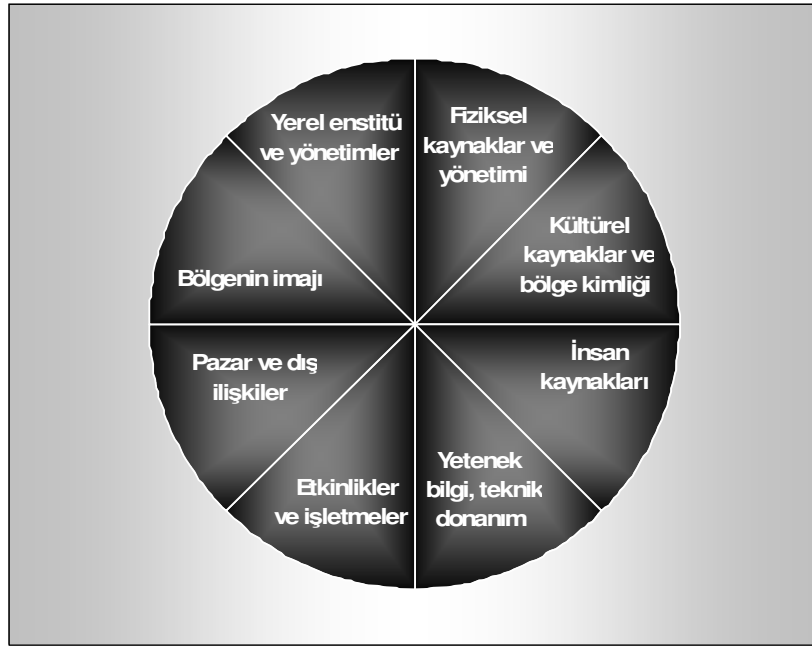 Yerel enstitü
ve yönetimler
Fiziksel
kaynaklar ve
yönetimi
Kültürel
kaynaklar ve
bölge kimliği
İnsan
kaynakları
Yetenek
bilgi, teknik
donanım
Etkinlikler
ve işletmeler
Pazar ve dış
ilişkiler
Bölgenin imajı